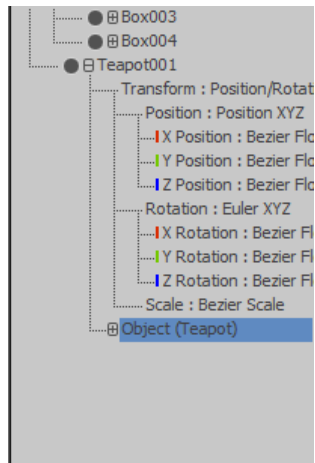 Box003
Box004
Teapot001
Transform : Position/Rotat
Position : Position XYZ
X Position : Bezier Flo
Y Position : Bezier Flo
Z Position : Bezier Flo
Rotation : Euler XYZ
X Rotation : Bezier Fl
Y Rotation : Bezier Fl
Z Rotation : Bezier Fl
Scale : Bezier Scale
Object (Teapot)